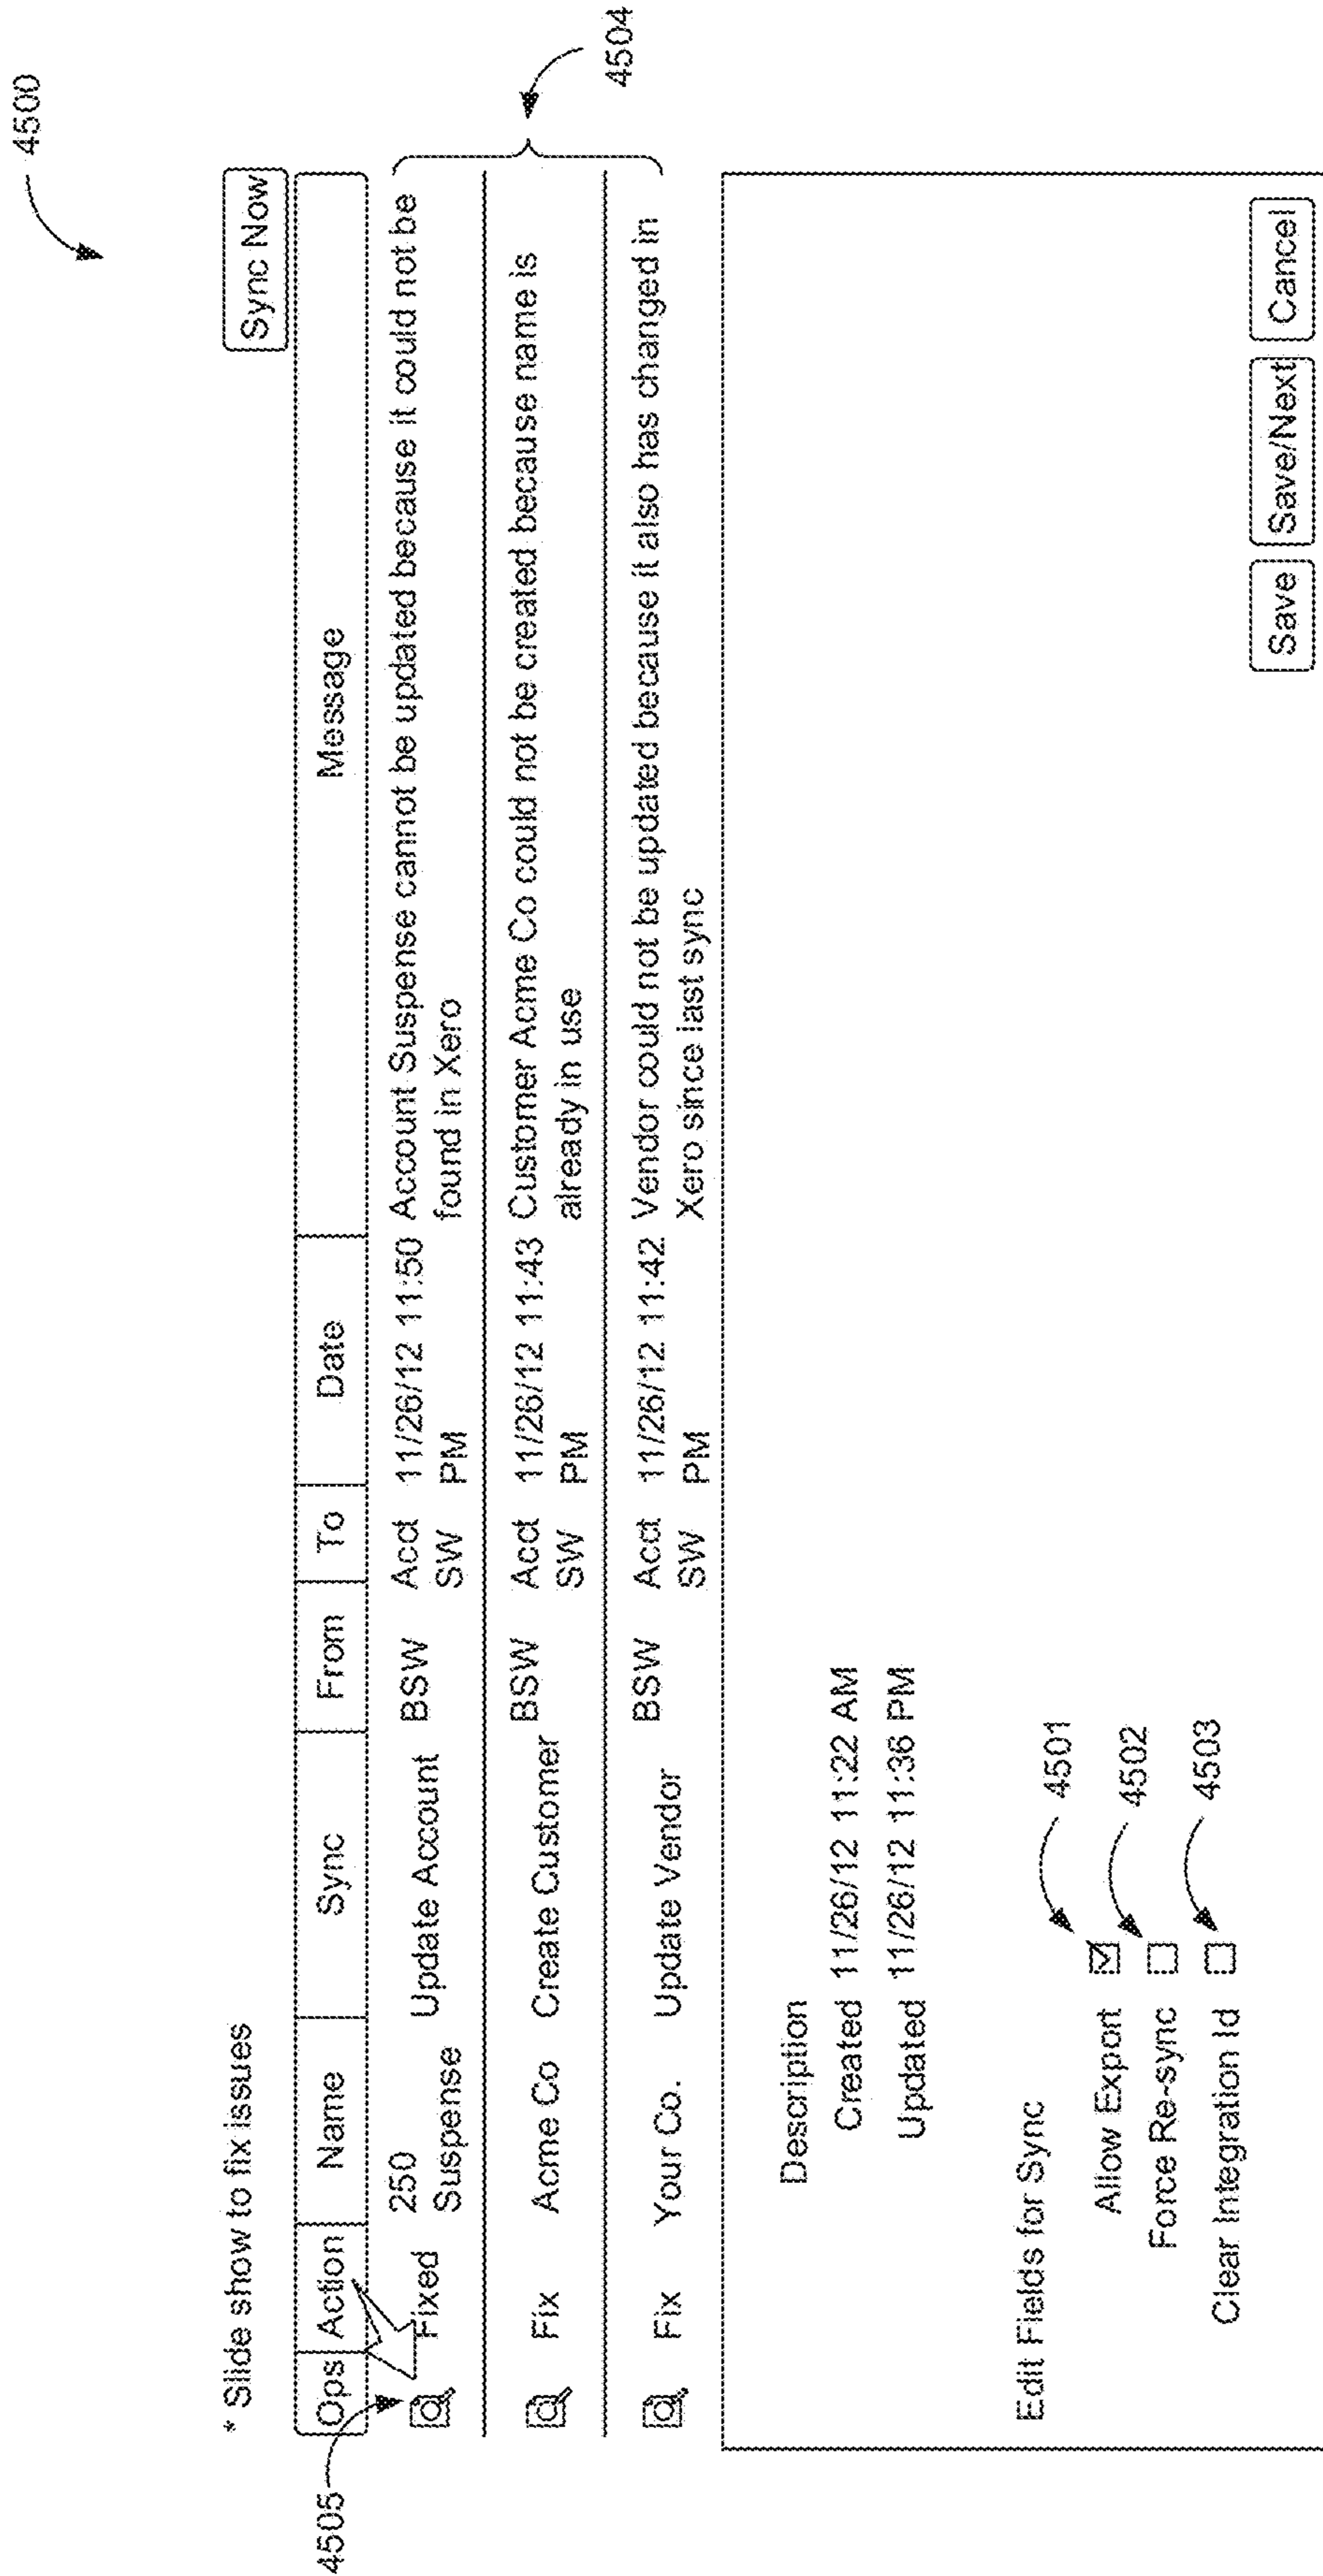 4500
* Slide show to fix issues
Sync Now
Ops Action Name Sync From To Date Message
4505
Fixed 250 Suspense Update Account BSW Acct SW 11/26/12 11:50 PM Account Suspense cannot be updated because it could not be found in Xero
Fix Acme Co Create Customer BSW Acct SW 11/26/12 11:43 PM Customer Acme Co could not be created because name is already in use
Fix Your Co. Update Vendor BSW Acct SW 11/26/12 11:42 PM Vendor could not be updated because it also has changed in Xero since last sync
4504
Description
Created 11/26/12 11:22 AM
Updated 11/26/12 11:36 PM
Edit Fields for Sync
Allow Export 4501
Force Re-sync 4502
Clear Integration Id 4503
Save Save/Next Cancel